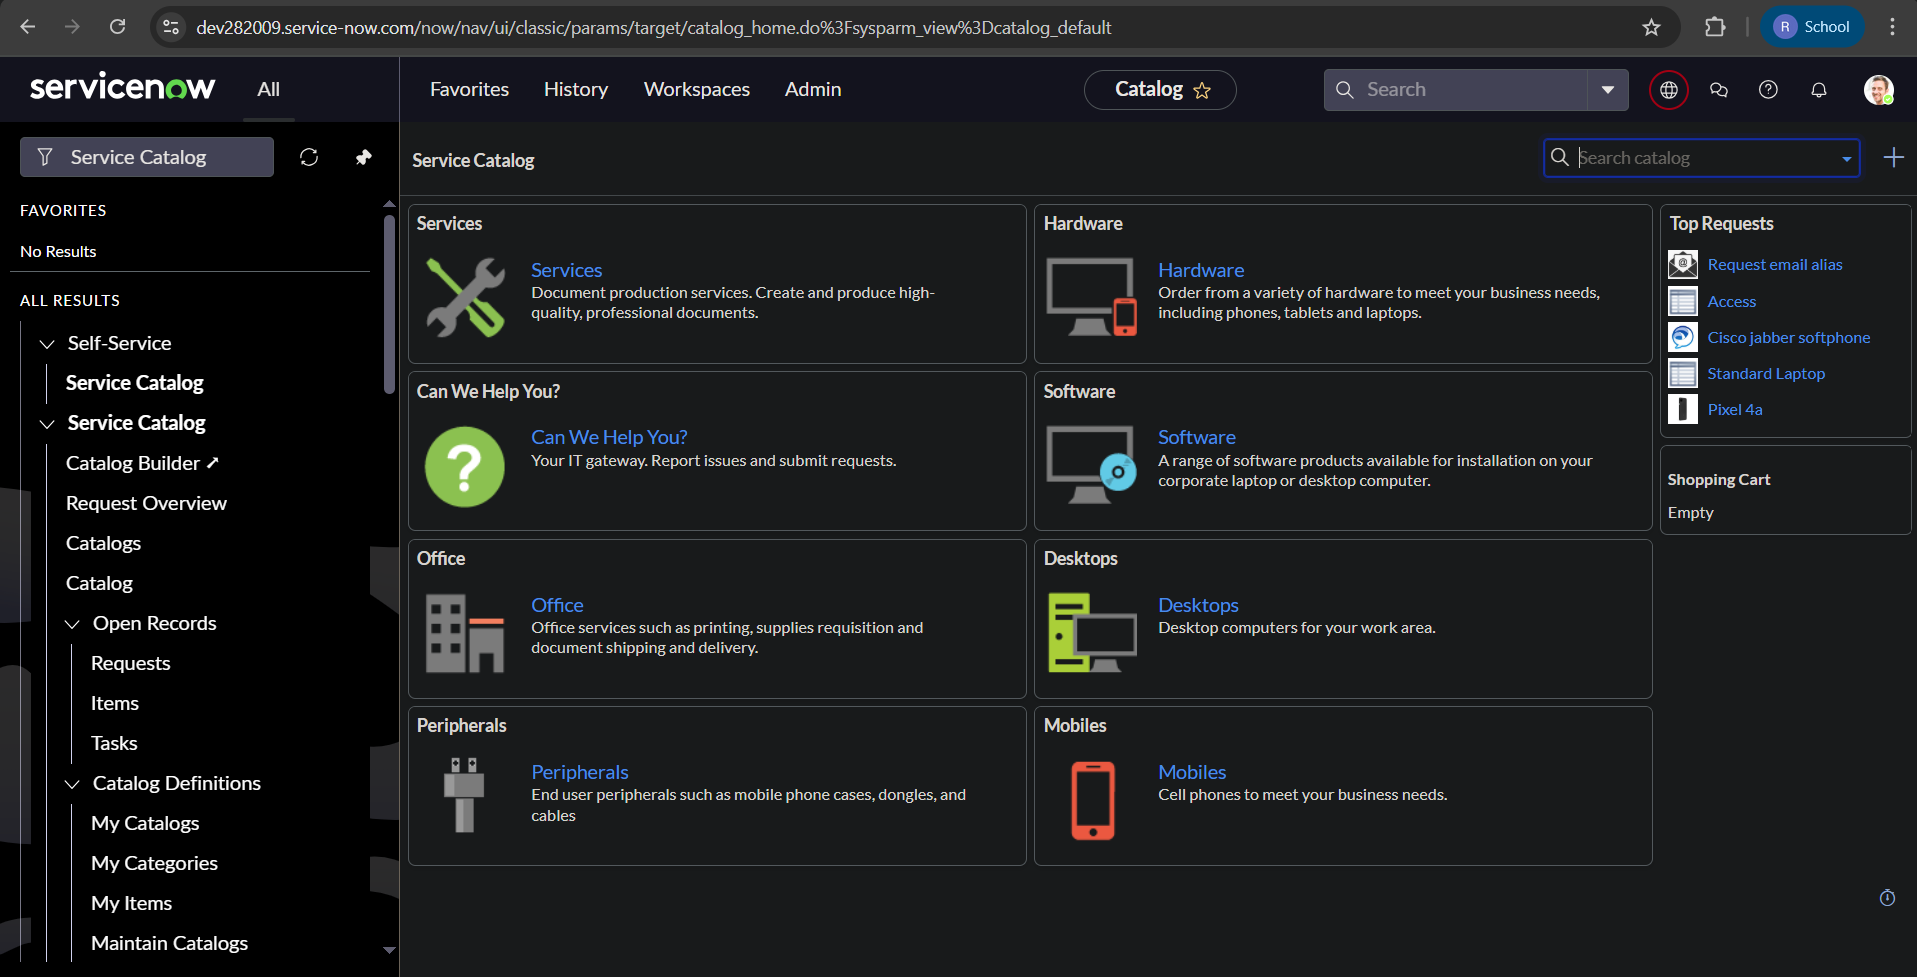 dev282009.service-now.com/now/nav/ui/classic/params/target/catalog_home.do%3Fsysparm_view%3Dcatalog_default
R School
servicenow
All
Favorites
History
Workspaces
Admin
Catalog
Search
Service Catalog
FAVORITES
No Results
ALL RESULTS
Self-Service
Service Catalog
Service Catalog
Catalog Builder
Request Overview
Catalogs
Catalog
Open Records
Requests
Items
Tasks
Catalog Definitions
My Catalogs
My Categories
My Items
Maintain Catalogs
Service Catalog
Search catalog
Services
Services
Document production services. Create and produce high-
quality, professional documents.
Hardware
Hardware
Order from a variety of hardware to meet your business needs,
including phones, tablets and laptops.
Can We Help You?
?
Can We Help You?
Your IT gateway. Report issues and submit requests.
Software
Software
A range of software products available for installation on your
corporate laptop or desktop computer.
Office
Office
Office services such as printing, supplies requisition and
document shipping and delivery.
Desktops
Desktops
Desktop computers for your work area.
Peripherals
Peripherals
End user peripherals such as mobile phone cases, dongles, and
cables
Mobiles
Mobiles
Cell phones to meet your business needs.
Top Requests
Request email alias
Access
Cisco jabber softphone
Standard Laptop
Pixel 4a
Shopping Cart
Empty